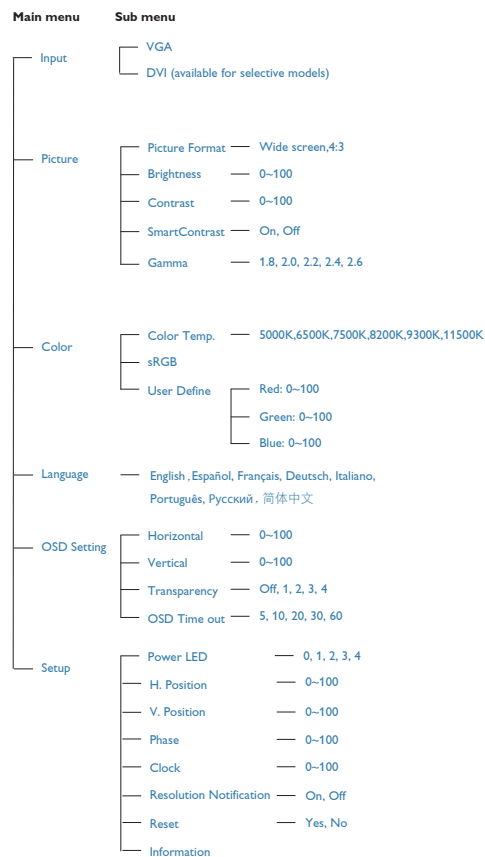 Main menu Sub menu
Input
VGA
DVI (available for selective models)
Picture
Picture Format Wide screen,4:3
Brightness 0~100
Contrast 0~100
SmartContrast On, Off
Gamma 1.8, 2.0, 2.2, 2.4, 2.6
Color
Color Temp. 5000K,6500K,7500K,8200K,9300K,11500K
sRGB
User Define Red: 0~100
Green: 0~100
Blue: 0~100
Language English , Español, Français, Deutsch, Italiano,
Português, Русский , 简体中文
OSD Setting
Horizontal 0~100
Vertical 0~100
Transparency Off, 1, 2, 3, 4
OSD Time out 5, 10, 20, 30, 60
Setup
Power LED 0, 1, 2, 3, 4
H. Position 0~100
V. Position 0~100
Phase 0~100
Clock 0~100
Resolution Notification On, Off
Reset Yes, No
Information